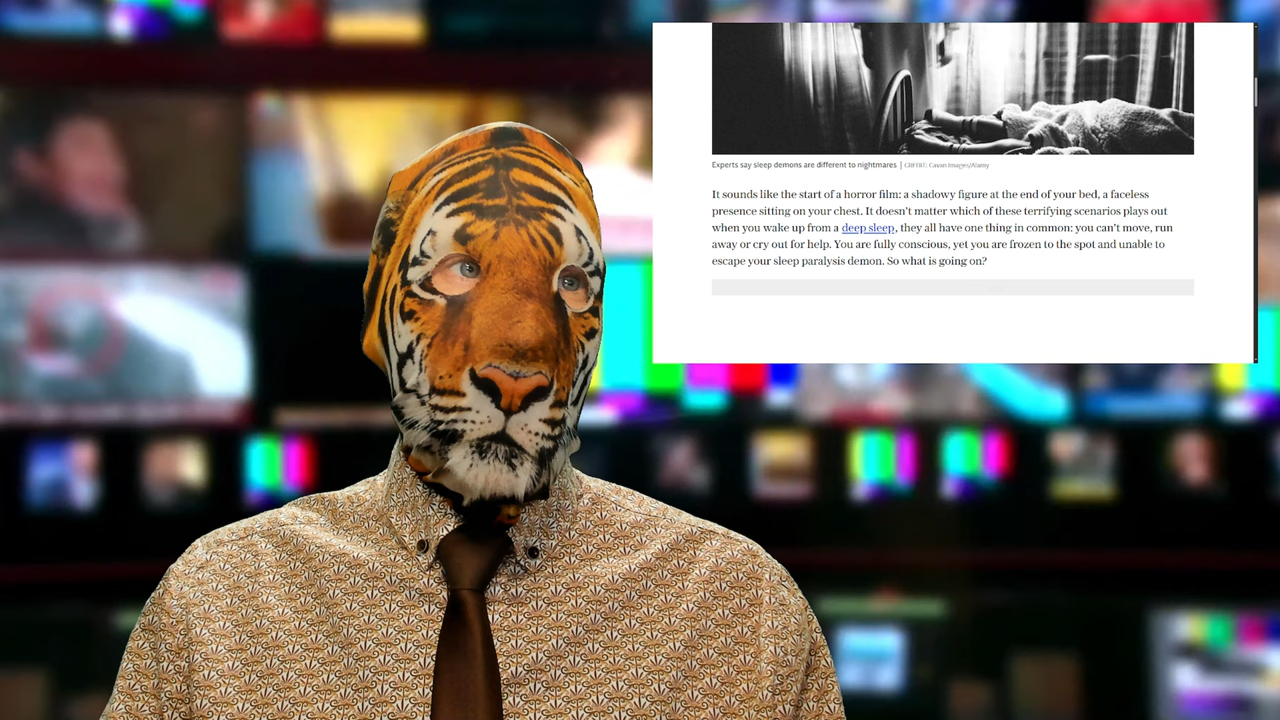 Experts say sleep demons are different to nightmares | CREDIT: Cavan Images/Alamy
It sounds like the start of a horror film: a shadowy figure at the end of your bed, a faceless
presence sitting on your chest. It doesn't matter which of these terrifying scenarios plays out
when you wake up from a deep sleep, they all have one thing in common: you can't move, run
away or cry out for help. You are fully conscious, yet you are frozen to the spot and unable to
escape your sleep paralysis demon. So what is going on?